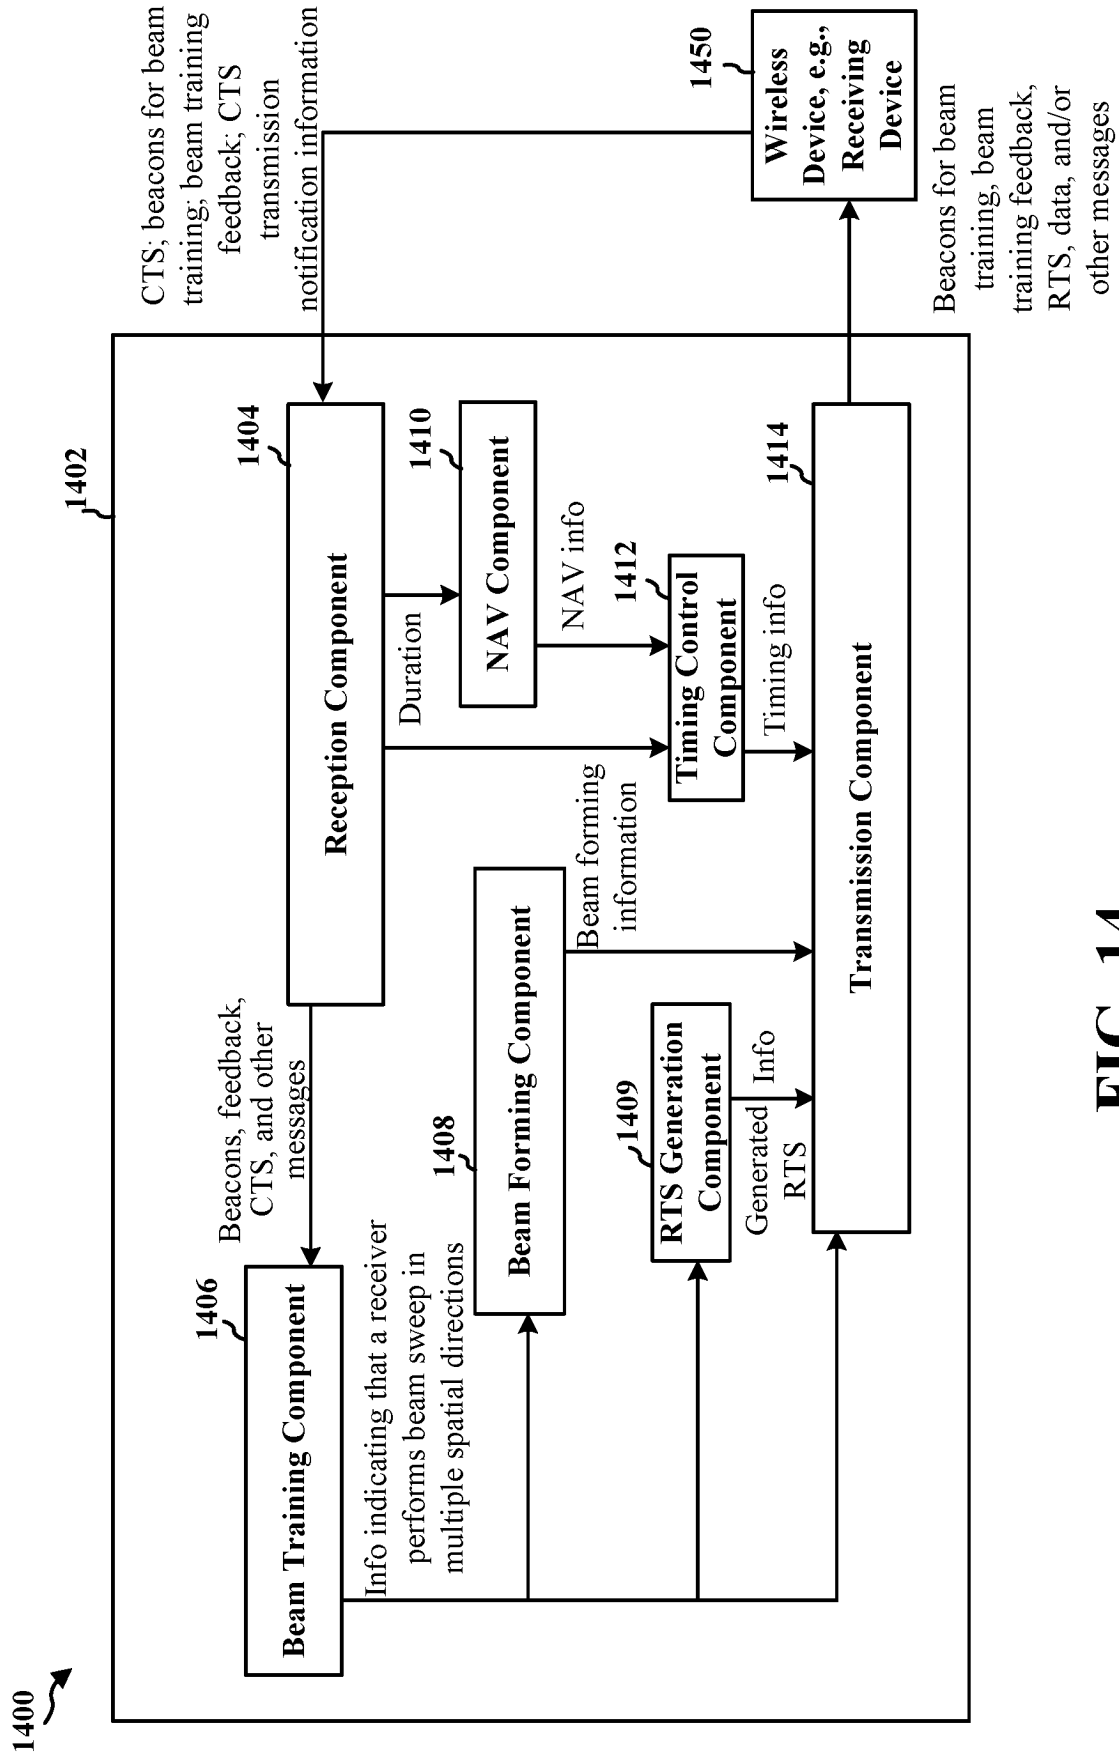 1400
1402
CTS; beacons for beam
training; beam training
feedback; CTS
transmission
notification information
1404
Reception Component
Beacons, feedback,
CTS, and other
messages
1406
Beam Training Component
Info indicating that a receiver
performs beam sweep in
multiple spatial directions
1408
Beam Forming Component
Beam forming
information
Duration
1410
NAV Component
NAV info
1412
Timing Control
Component
Timing info
1409
RTS Generation
Component
Generated
RTS
Info
1414
Transmission Component
1450
Wireless
Device, e.g.,
Receiving
Device
Beacons for beam
training, beam
training feedback,
RTS, data, and/or
other messages
FIG. 14